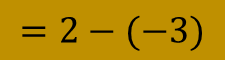 = 2 − (−3)